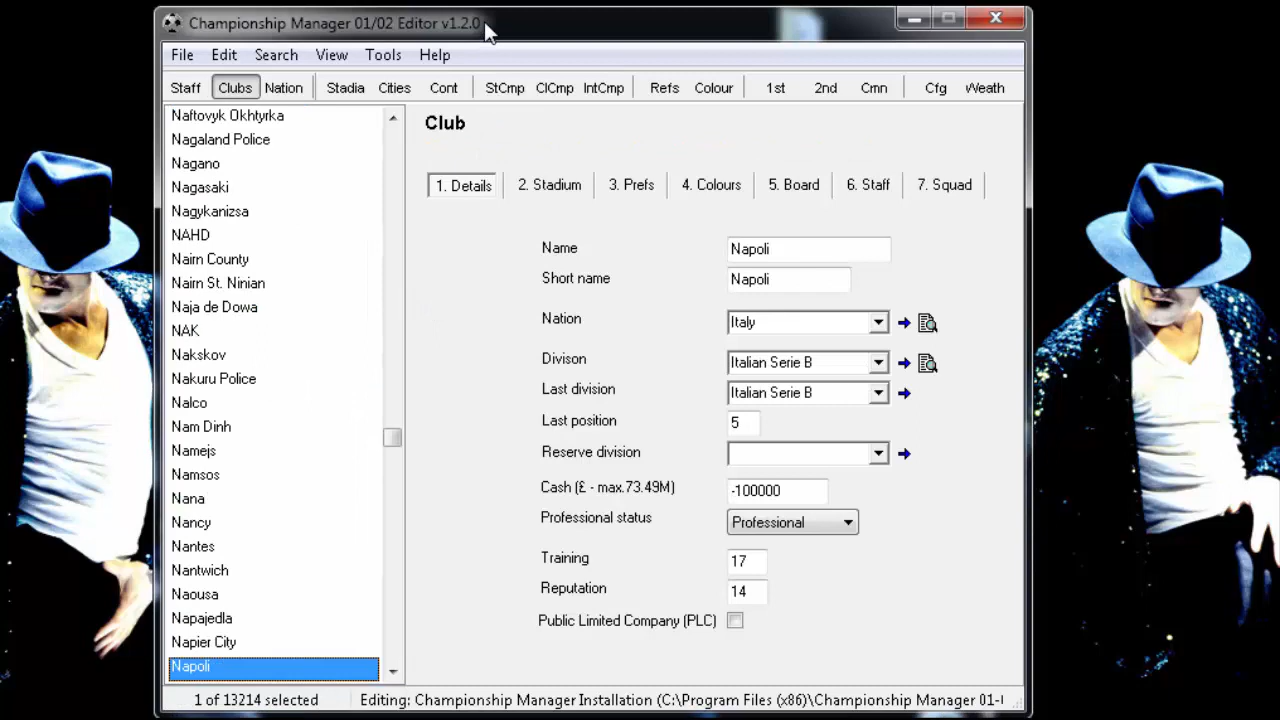 Championship Manager 01/02 Editor v1.2.0
File Edit Search View Tools Help
Staff Clubs Nation Stadia Cities Cont StCmp ClCmp IntCmp Refs Colour 1st 2nd Cmn Cfg Weath
Naftovyk Okhtyrka
Nagaland Police
Nagano
Nagasaki
Nagykanizsa
NAHD
Nairn County
Nairn St. Ninian
Naja de Dowa
NAK
Nakskov
Nakuru Police
Nalco
Nam Dinh
Namejs
Namsos
Nana
Nancy
Nantes
Nantwich
Naousa
Napajedla
Napier City
Napoli
Club
1. Details 2. Stadium 3. Prefs 4. Colours 5. Board 6. Staff 7. Squad
Name Napoli
Short name Napoli
Nation Italy
Divison Italian Serie B
Last division Italian Serie B
Last position 5
Reserve division
Cash (£ - max.73.49M) -100000
Professional status Professional
Training 17
Reputation 14
Public Limited Company (PLC)
1 of 13214 selected Editing: Championship Manager Installation (C:\Program Files (x86)\Championship Manager 01-